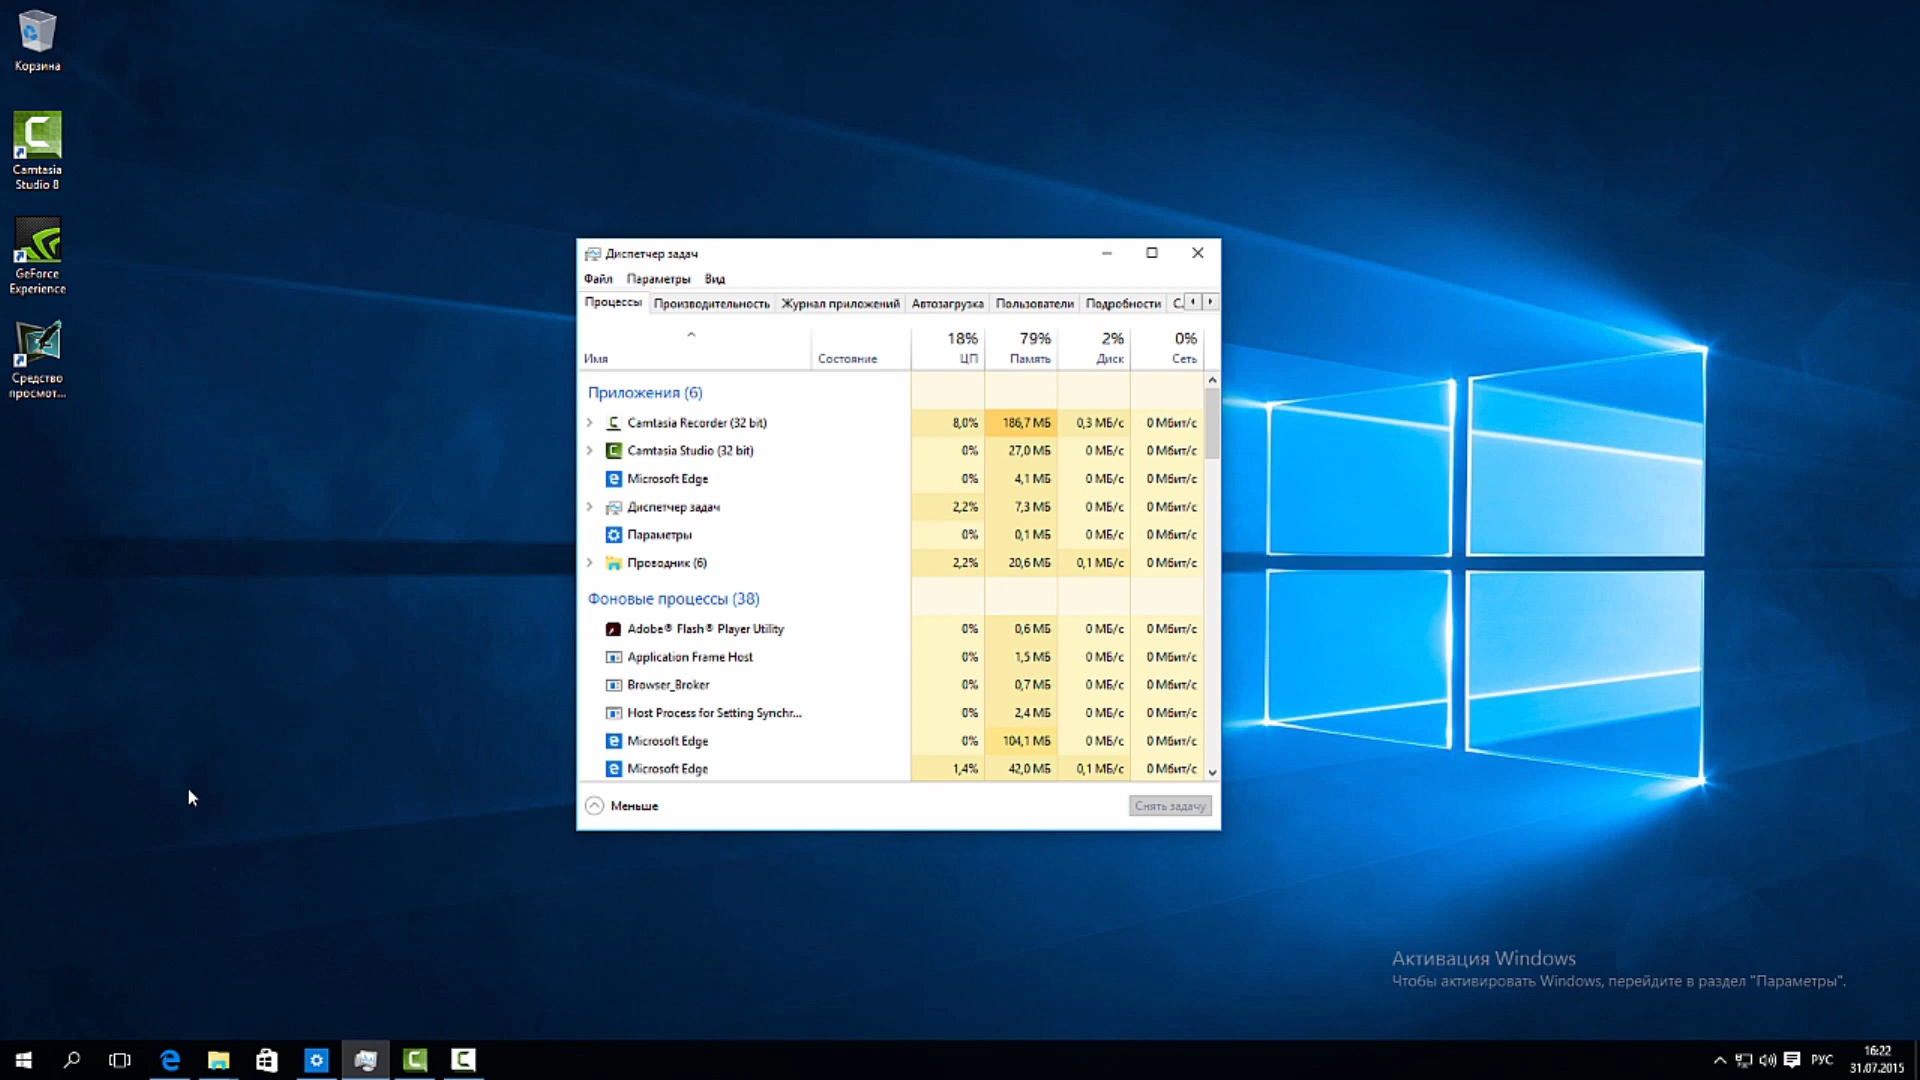 Корзина
Camtasia
Studio 8
GeForce
Experience
Средство
просмот...
Диспетчер задач
Файл Параметры Вид
Процессы Производительность Журнал приложений Автозагрузка Пользователи Подробности С.
18% 79% 2% 0%
Имя Состояние ЦП Память Диск Сеть
Приложения (6)
Camtasia Recorder (32 bit) 8,0% 186,7 МБ 0,3 МБ/с 0 Мбит/с
Camtasia Studio (32 bit) 0% 27,0 МБ 0 МБ/с 0 Мбит/с
Microsoft Edge 0% 4,1 МБ 0 МБ/с 0 Мбит/с
Диспетчер задач 2,2% 7,3 МБ 0 МБ/с 0 Мбит/с
Параметры 0% 0,1 МБ 0 МБ/с 0 Мбит/с
Проводник (6) 2,2% 20,6 МБ 0,1 МБ/с 0 Мбит/с
Фоновые процессы (38)
Adobe® Flash® Player Utility 0% 0,6 МБ 0 МБ/с 0 Мбит/с
Application Frame Host 0% 1,5 МБ 0 МБ/с 0 Мбит/с
Browser_Broker 0% 0,7 МБ 0 МБ/с 0 Мбит/с
Host Process for Setting Synchr... 0% 2,4 МБ 0 МБ/с 0 Мбит/с
Microsoft Edge 0% 104,1 МБ 0 МБ/с 0 Мбит/с
Microsoft Edge 1,4% 42,0 МБ 0,1 МБ/с 0 Мбит/с
Меньше Снять задачу
Активация Windows
Чтобы активировать Windows, перейдите в раздел "Параметры".
РУС
16:22
31.07.2015